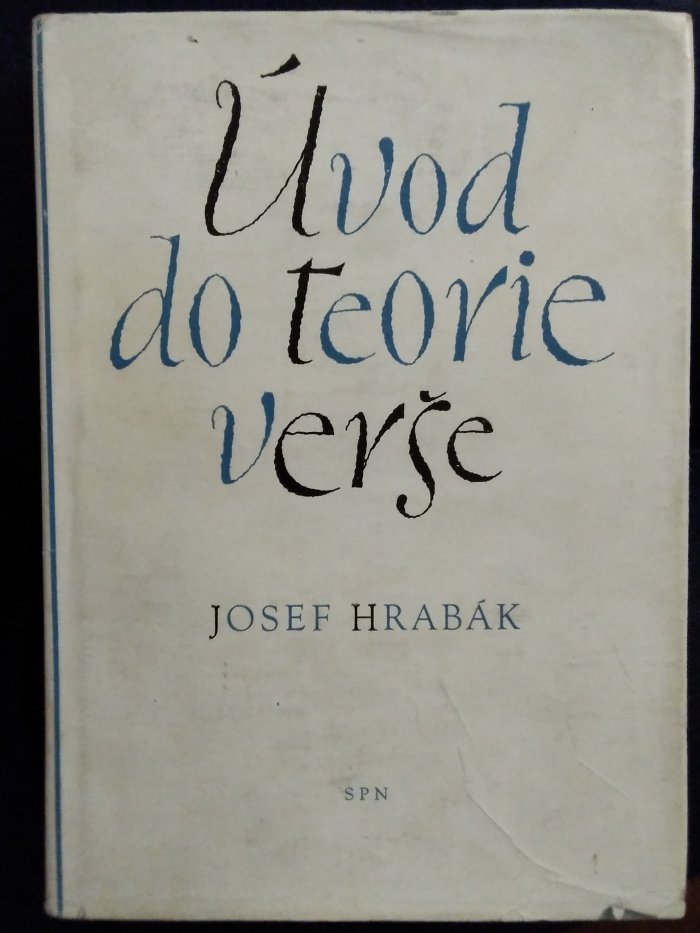 Úvod
do teorie
verše
JOSEF HRABÁK
SPN